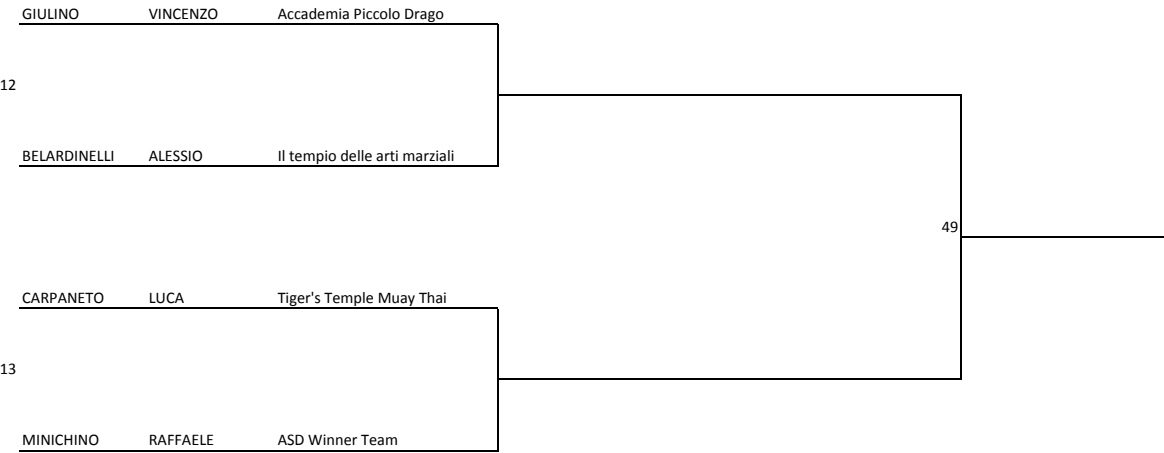 GIULINO VINCENZO Accademia Piccolo Drago
12
BELARDINELLI ALESSIO Il tempio delle arti marziali
49
CARPANETO LUCA Tiger's Temple Muay Thai
13
MINICHINO RAFFAELE ASD Winner Team